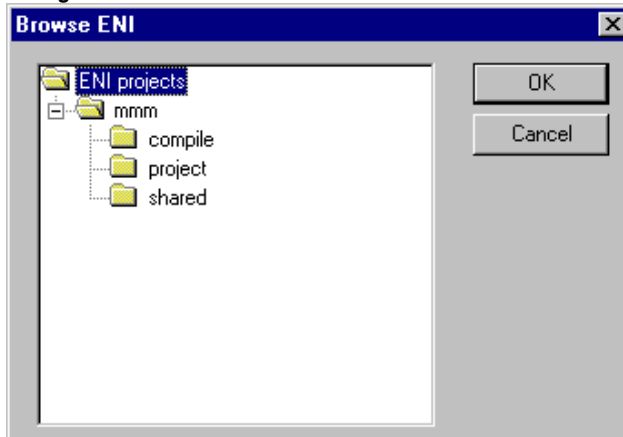 Browse ENI
ENI projects
OK
mmm
compile
Cancel
project
shared